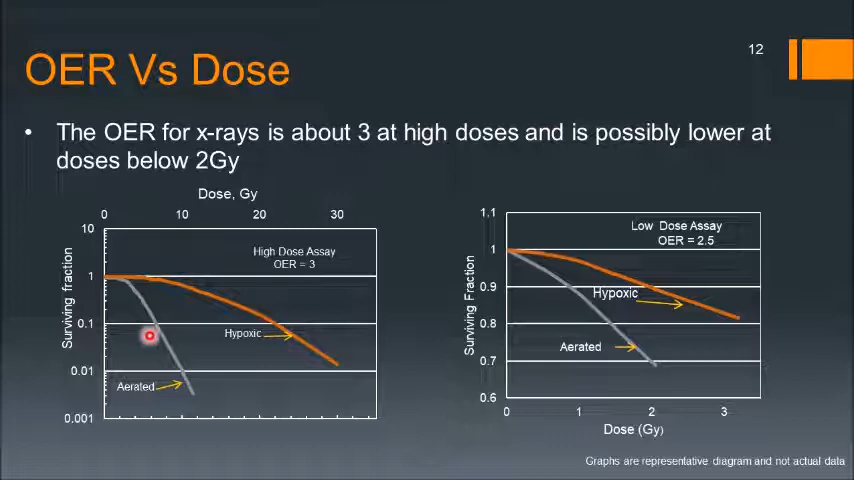 12
OER Vs Dose
• The OER for x-rays is about 3 at high doses and is possibly lower at
doses below 2Gy
Dose, Gy
0 10 20 30
10
1
0.1
0.01
0.001
Surviving fraction
High Dose Assay
OER = 3
Hypoxic
Aerated
1.1
1
0.9
0.8
0.7
0.6
Surviving Fraction
Low Dose Assay
OER = 2.5
Hypoxic
Aerated
0 1 2 3
Dose (Gy)
Graphs are representative diagram and not actual data